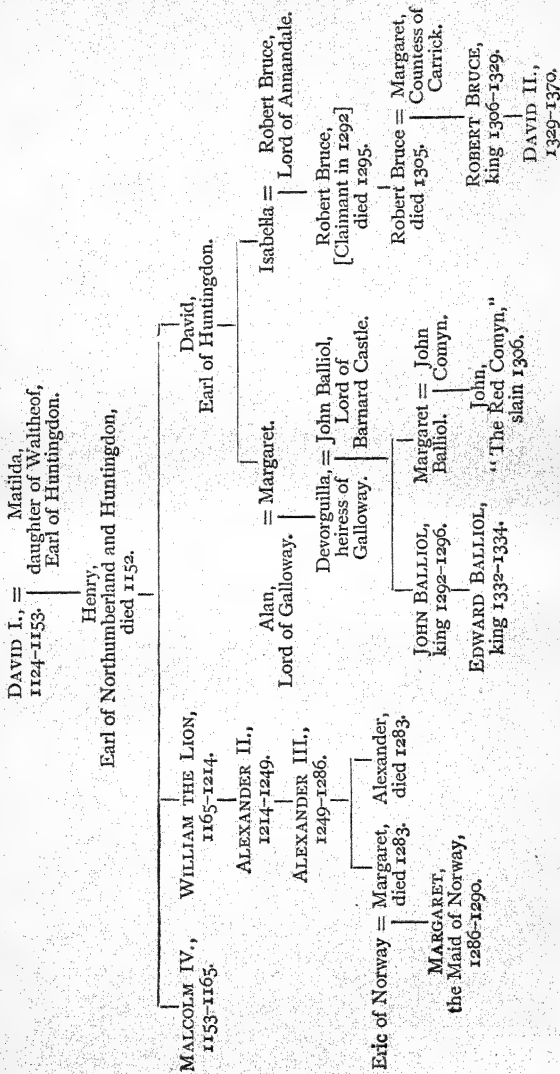 DAVID I., = Matilda,
1124–1153. daughter of Waltheof,
Earl of Huntingdon.
Henry,
Earl of Northumberland and Huntingdon,
died 1152.
MALCOLM IV.,
1153–1165.
WILLIAM THE LION,
1165–1214.
ALEXANDER II.,
1214–1249.
ALEXANDER III.,
1249–1286.
Eric of Norway = Margaret,
died 1283.
Alexander,
died 1283.
MARGARET,
the Maid of Norway,
1286–1290.
David,
Earl of Huntingdon.
Alan, = Margaret.
Lord of Galloway.
Devorguilla, = John Balliol,
heiress of Lord of
Galloway. Barnard Castle.
JOHN BALLIOL,
king 1292–1296.
EDWARD BALLIOL,
king 1332–1334.
Margaret = John
Balliol. Comyn.
John,
"The Red Comyn,"
slain 1306.
Isabella = Robert Bruce,
Lord of Annandale.
Robert Bruce,
[Claimant in 1292]
died 1295.
Robert Bruce = Margaret,
died 1305. Countess of
Carrick.
ROBERT BRUCE,
king 1306–1329.
DAVID II.,
1329–1370.